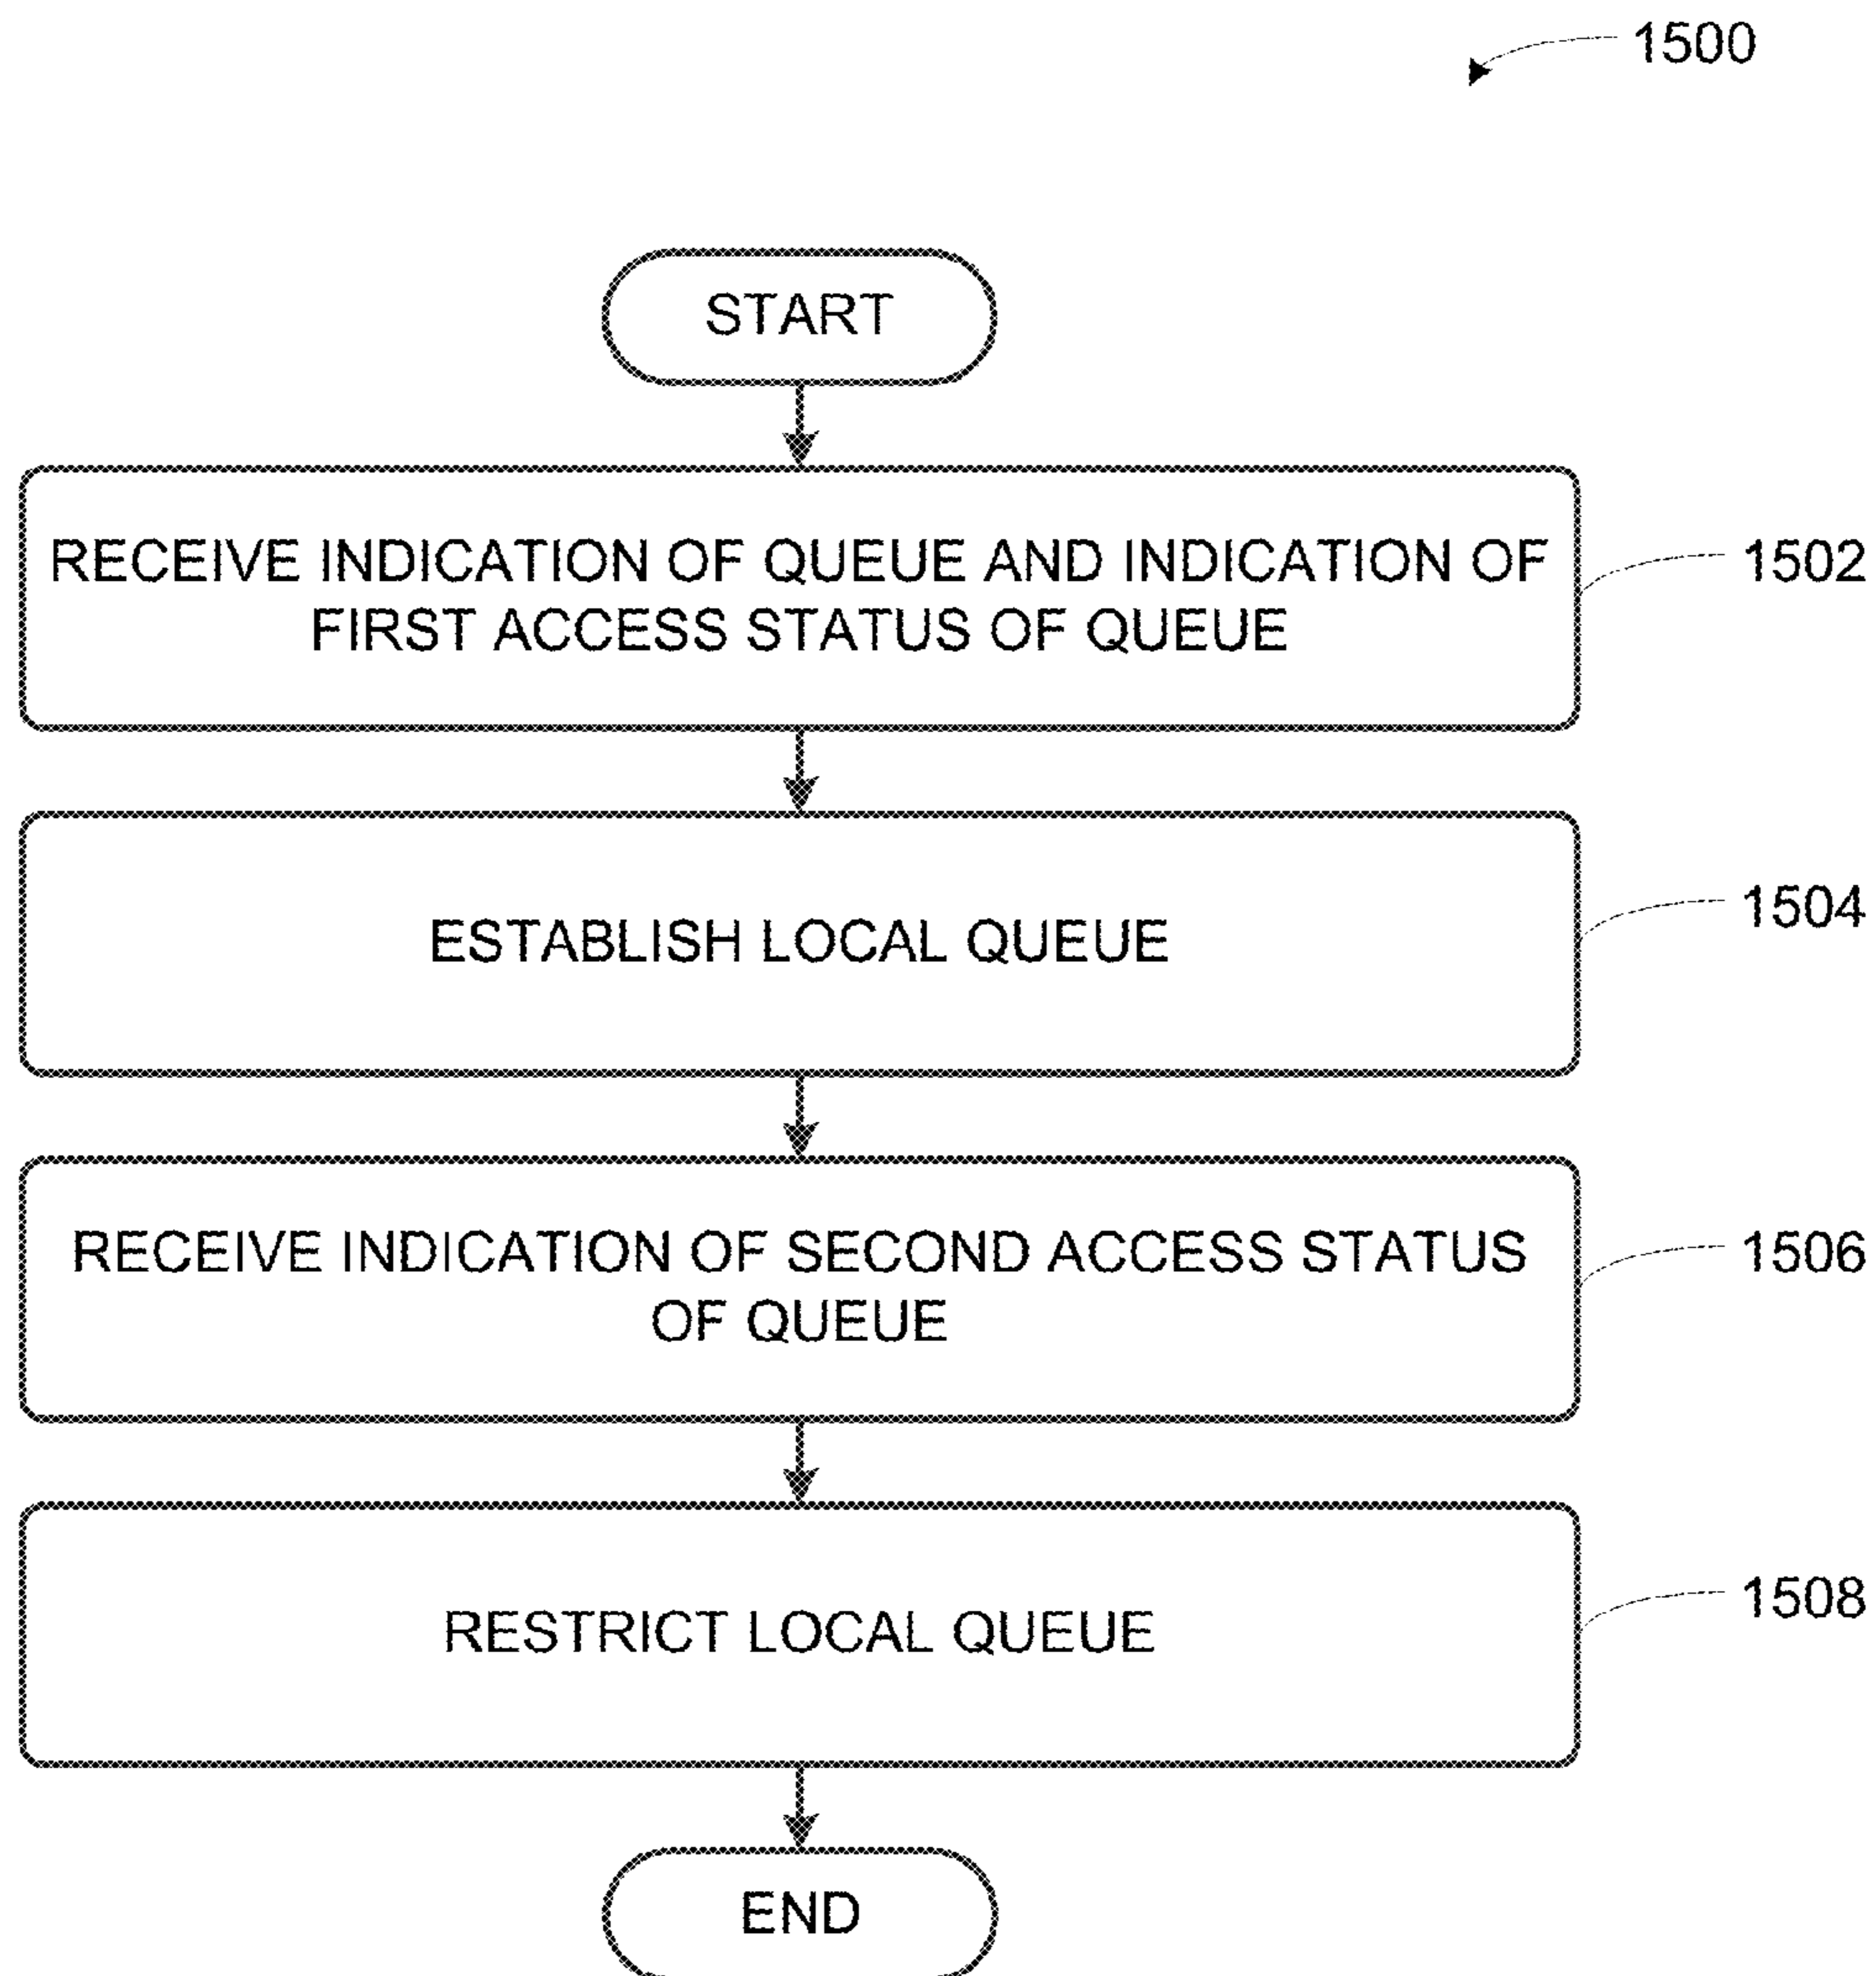 1500
START
RECEIVE INDICATION OF QUEUE AND INDICATION OF
FIRST ACCESS STATUS OF QUEUE
1502
ESTABLISH LOCAL QUEUE
1504
RECEIVE INDICATION OF SECOND ACCESS STATUS
OF QUEUE
1506
RESTRICT LOCAL QUEUE
1508
END